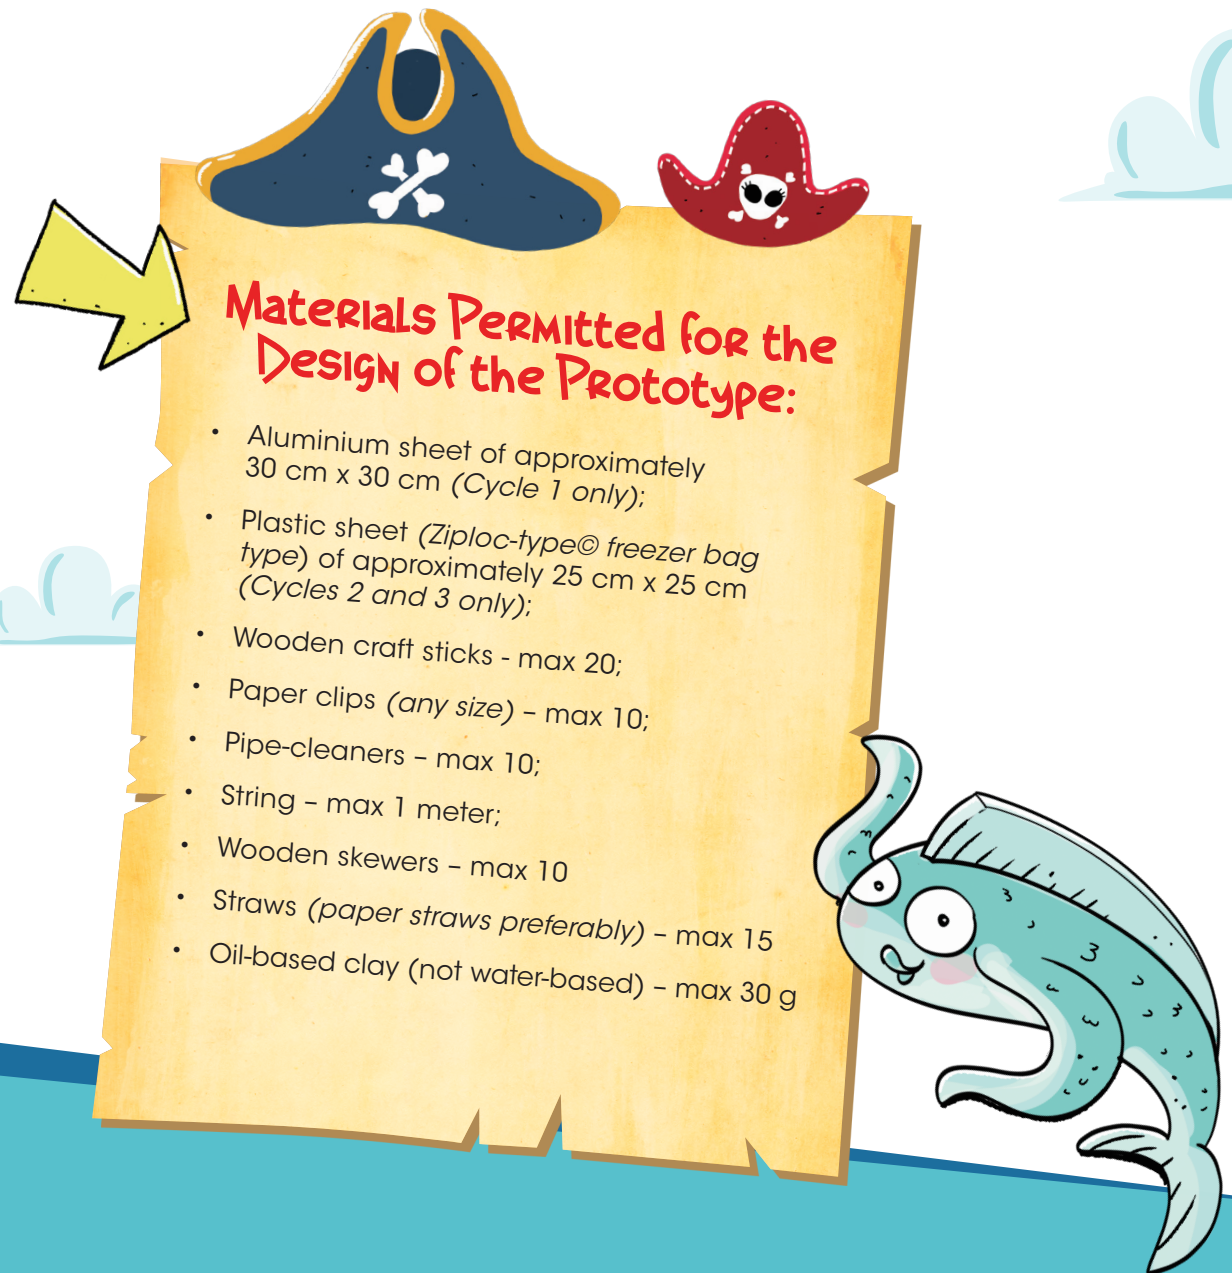 Materials Permitted for the
Design of the Prototype:
• Aluminium sheet of approximately
30 cm x 30 cm (Cycle 1 only);
• Plastic sheet (Ziploc-type© freezer bag
type) of approximately 25 cm x 25 cm
(Cycles 2 and 3 only);
• Wooden craft sticks - max 20;
• Paper clips (any size) – max 10;
• Pipe-cleaners – max 10;
• String – max 1 meter;
• Wooden skewers – max 10
• Straws (paper straws preferably) – max 15
• Oil-based clay (not water-based) – max 30 g